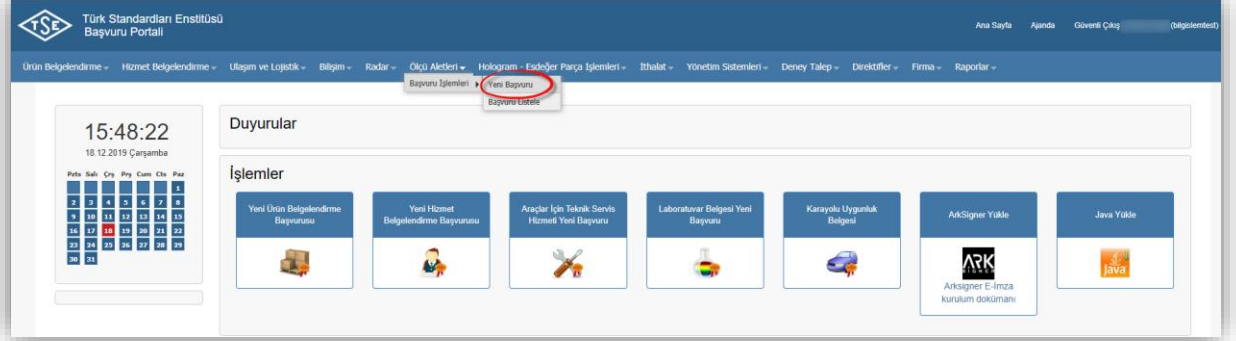 TSE
Türk Standardları Enstitüsü
Başvuru Portali
Ana Sayfa Ajanda Güvenli Çıkış (bilgislemtest)
Ürün Belgelendirme Hizmet Belgelendirme Ulaşım ve Lojistik Bilişim Radar Ölçü Aletleri Hologram - Eşdeğer Parça İşlemleri İthalat Yönetim Sistemleri Deney Talep Direktifler Firma Raporlar
Başvuru İşlemleri Yeni Başvuru
Başvuru Listele
15:48:22
18.12.2019 Çarşamba
Pzts Salı Çrş Prş Cum Cts Paz
1
2 3 4 5 6 7 8
9 10 11 12 13 14 15
16 17 18 19 20 21 22
23 24 25 26 27 28 29
30 31
Duyurular
İşlemler
Yeni Ürün Belgelendirme
Başvurusu
Yeni Hizmet
Belgelendirme Başvurusu
Araçlar İçin Teknik Servis
Hizmeti Yeni Başvuru
Laboratuvar Belgesi Yeni
Başvuru
Karayolu Uygunluk
Belgesi
ArkSigner Yükle
ARK
SIGNER
Arksigner E-İmza
kurulum dokümanı
Java Yükle
java